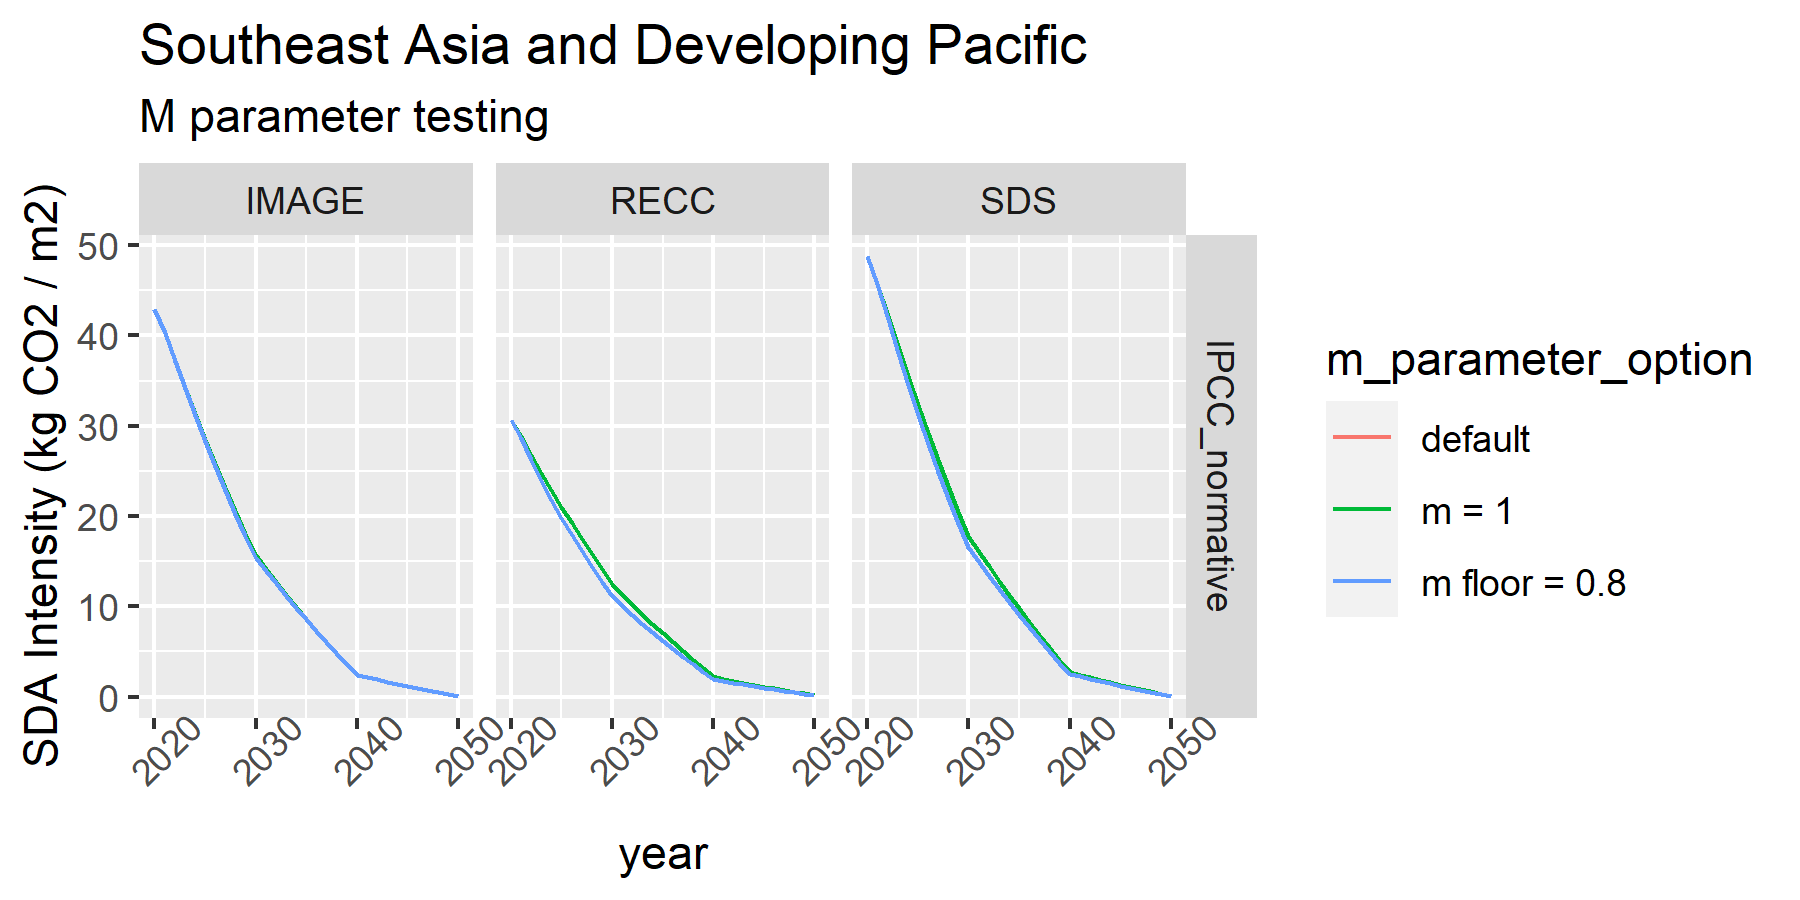 Southeast Asia and Developing Pacific
M parameter testing
IMAGE
RECC
SDS
SDA Intensity (kg CO2 / m2)
50
40
30
20
10
0
2020
2030
2040
2050
2020
2030
2040
2050
2020
2030
2040
2050
year
IPCC_normative
m_parameter_option
default
m = 1
m floor = 0.8